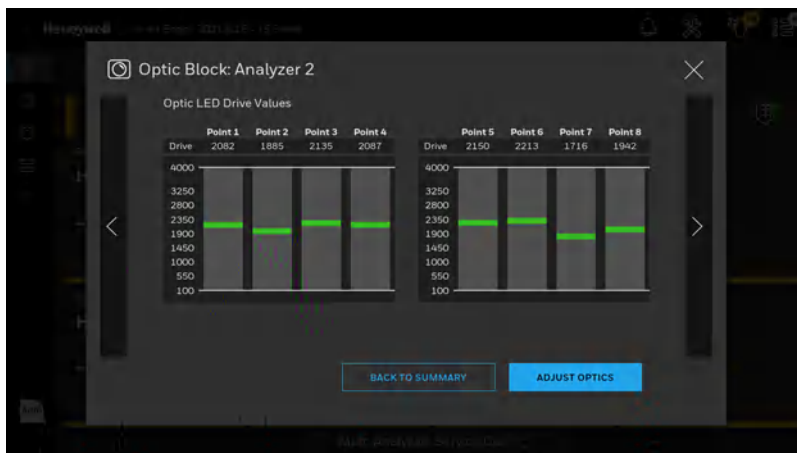 Honeywell
Optic Block: Analyzer 2
Optic LED Drive Values
Point 1 Point 2 Point 3 Point 4
Drive 2082 1885 2135 2087
4000
3250
2800
2350
1900
1450
1000
550
100
Point 5 Point 6 Point 7 Point 8
Drive 2150 2213 1716 1942
4000
3250
2800
2350
1900
1450
1000
550
100
BACK TO SUMMARY
ADJUST OPTICS